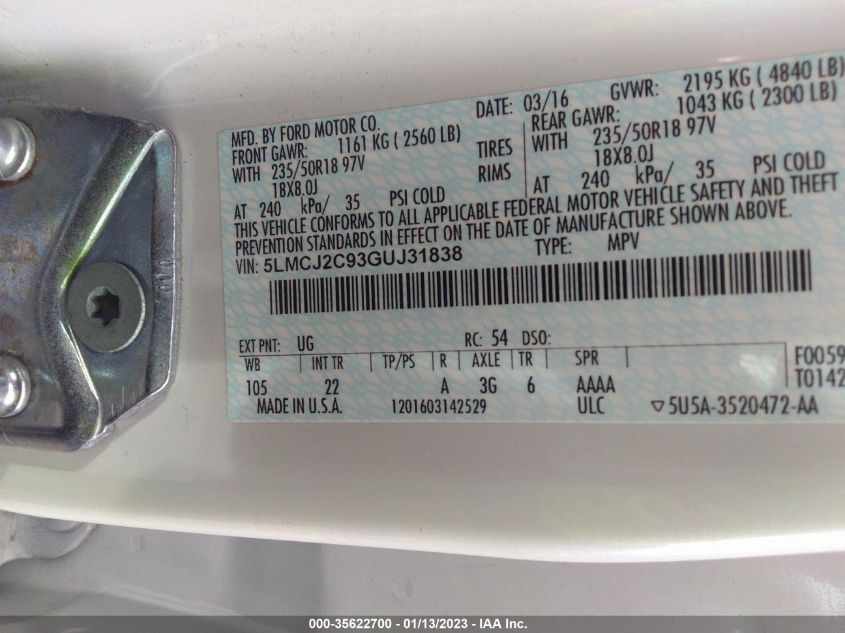 MFD. BY FORD MOTOR CO.
DATE: 03/16
GVWR: 2195 KG ( 4840 LB)
FRONT GAWR: 1161 KG ( 2560 LB)
REAR GAWR: 1043 KG ( 2300 LB)
WITH 235/50R18 97V
TIRES
WITH 235/50R18 97V
18X8.0J
RIMS
18X8.0J
AT 240 kPa/ 35 PSI COLD
AT 240 kPa/ 35 PSI COLD
THIS VEHICLE CONFORMS TO ALL APPLICABLE FEDERAL MOTOR VEHICLE SAFETY AND THEFT
PREVENTION STANDARDS IN EFFECT ON THE DATE OF MANUFACTURE SHOWN ABOVE.
VIN: 5LMCJ2C93GUJ31838
TYPE: MPV
EXT PNT: UG RC: 54 DSO:
WB INT TR TP/PS R AXLE TR SPR
F0059
105 22 A 3G 6 AAAA
T0142
MADE IN U.S.A. 1201603142529 ULC ▽5U5A-3520472-AA
000-35622700 - 01/13/2023 - IAA Inc.